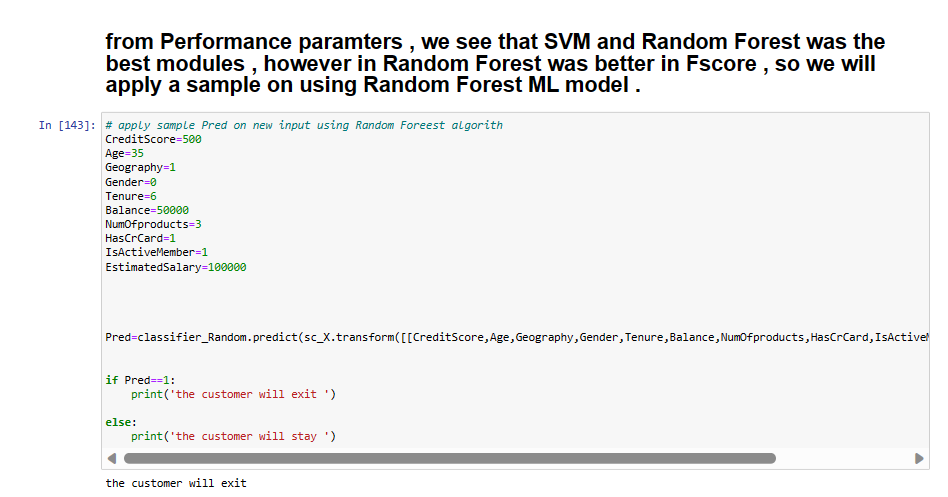 from Performance paramters , we see that SVM and Random Forest was the
best modules , however in Random Forest was better in Fscore , so we will
apply a sample on using Random Forest ML model .
In [143]: # apply sample Pred on new input using Random Foreest algorith
CreditScore=500
Age=35
Geography=1
Gender=0
Tenure=6
Balance=50000
NumOfproducts=3
HasCrCard=1
IsActiveMember=1
EstimatedSalary=100000
Pred=classifier_Random.predict(sc_X.transform([[CreditScore,Age,Geography,Gender,Tenure,Balance,NumOfproducts,HasCrCard,IsActive
if Pred==1:
print('the customer will exit ')
else:
print('the customer will stay ')
the customer will exit